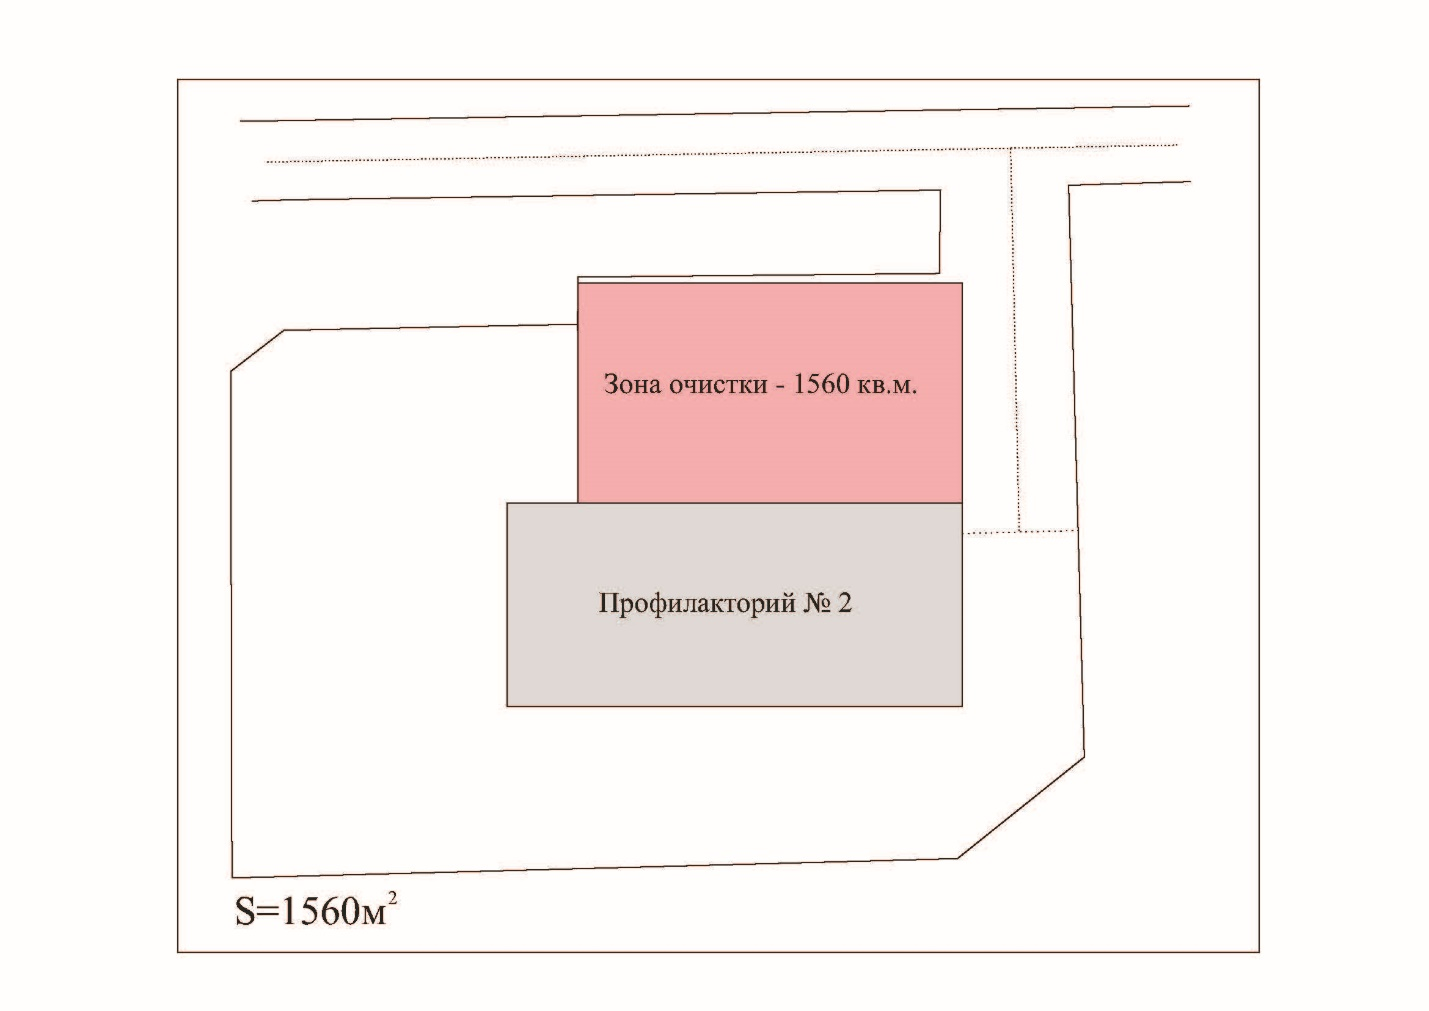 Зона очистки - 1560 кв.м.
Профилакторий № 2
S=1560м²